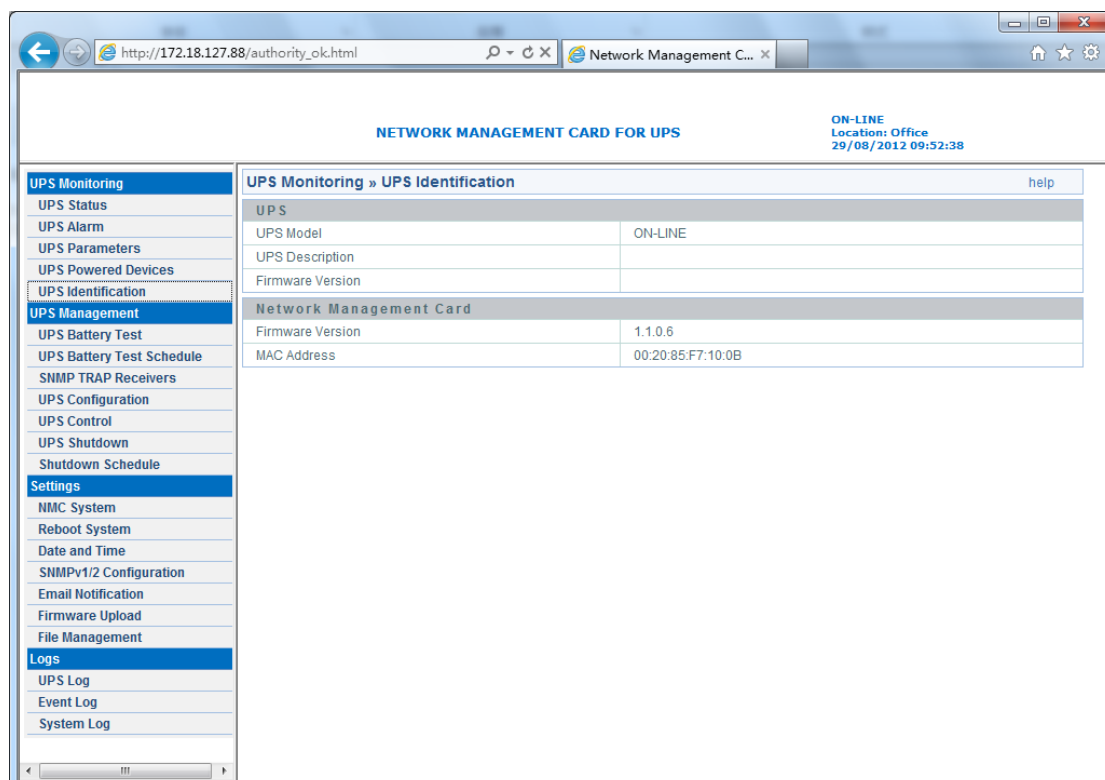 http://172.18.127.88/authority_ok.html
Network Management C...
NETWORK MANAGEMENT CARD FOR UPS
ON-LINE
Location: Office
29/08/2012 09:52:38
UPS Monitoring
UPS Status
UPS Alarm
UPS Parameters
UPS Powered Devices
UPS Identification
UPS Management
UPS Battery Test
UPS Battery Test Schedule
SNMP TRAP Receivers
UPS Configuration
UPS Control
UPS Shutdown
Shutdown Schedule
Settings
NMC System
Reboot System
Date and Time
SNMPv1/2 Configuration
Email Notification
Firmware Upload
File Management
Logs
UPS Log
Event Log
System Log
UPS Monitoring » UPS Identification help
UPS
UPS Model ON-LINE
UPS Description
Firmware Version
Network Management Card
Firmware Version 1.1.0.6
MAC Address 00:20:85:F7:10:0B